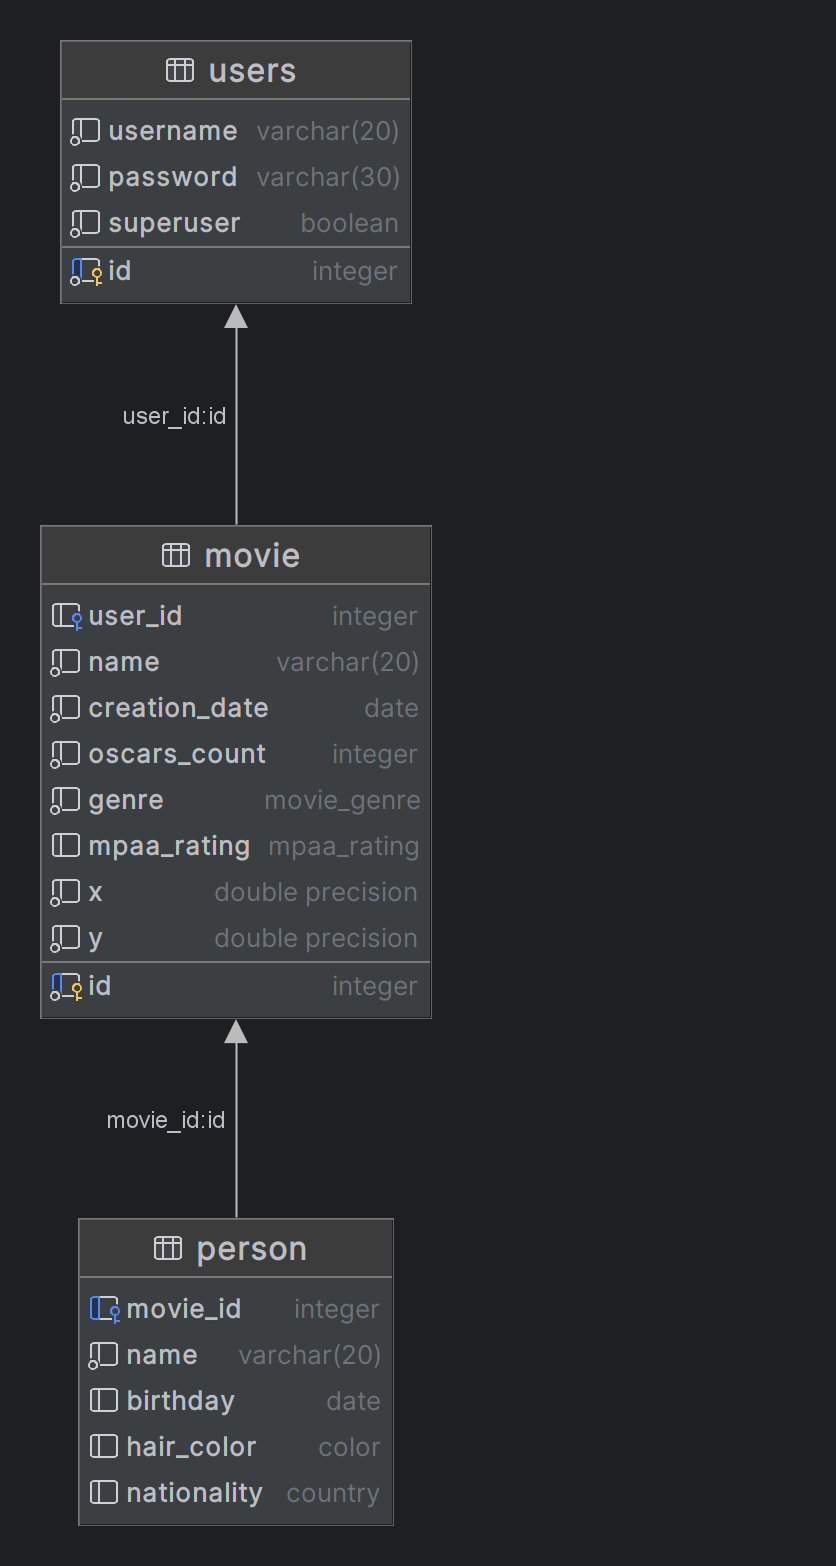 users
username varchar(20)
password varchar(30)
superuser boolean
id integer
user_id:id
movie
user_id integer
name varchar(20)
creation_date date
oscars_count integer
genre movie_genre
mpaa_rating mpaa_rating
x double precision
y double precision
id integer
movie_id:id
person
movie_id integer
name varchar(20)
birthday date
hair_color color
nationality country